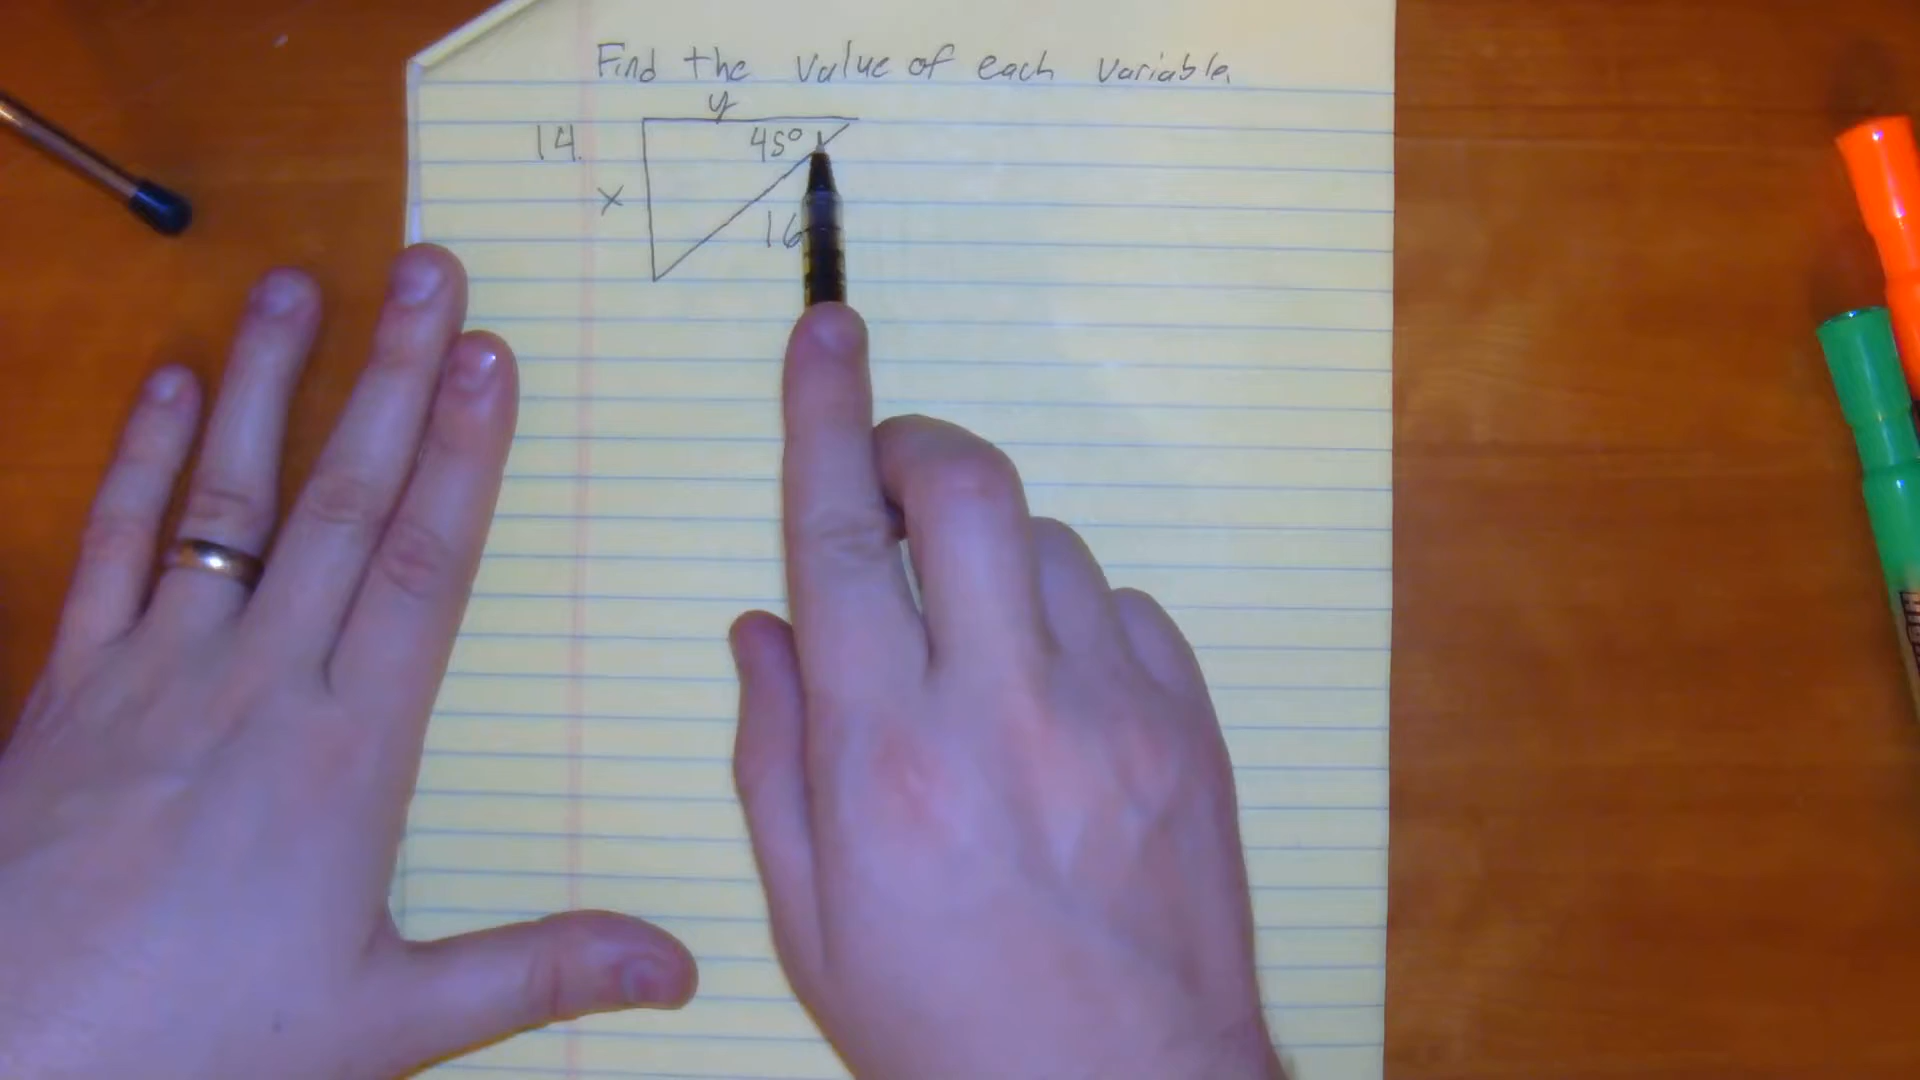 Find the value of each variable.
y
14.
45°
x
16